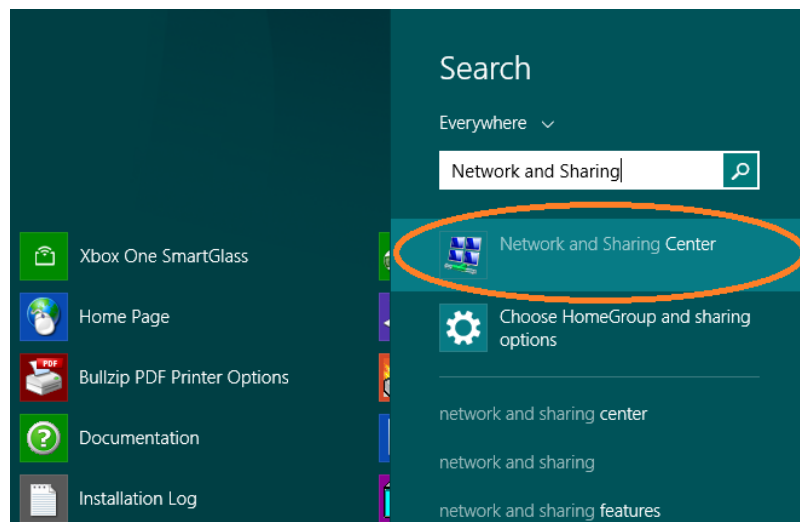 Search
Everywhere
Network and Sharing
Network and Sharing Center
Choose HomeGroup and sharing
options
network and sharing center
network and sharing
network and sharing features
Xbox One SmartGlass
Home Page
PDF
Bullzip PDF Printer Options
Documentation
Installation Log